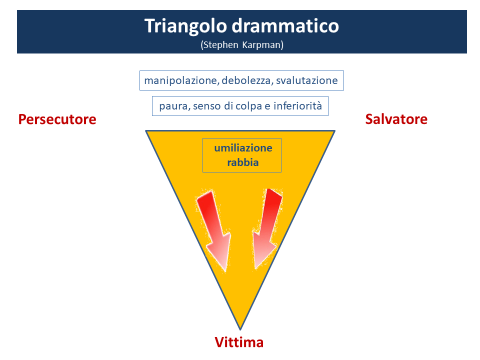 Triangolo drammatico
(Stephen Karpman)
manipolazione, debolezza, svalutazione
paura, senso di colpa e inferiorità
Persecutore
Salvatore
umiliazione
rabbia
Vittima